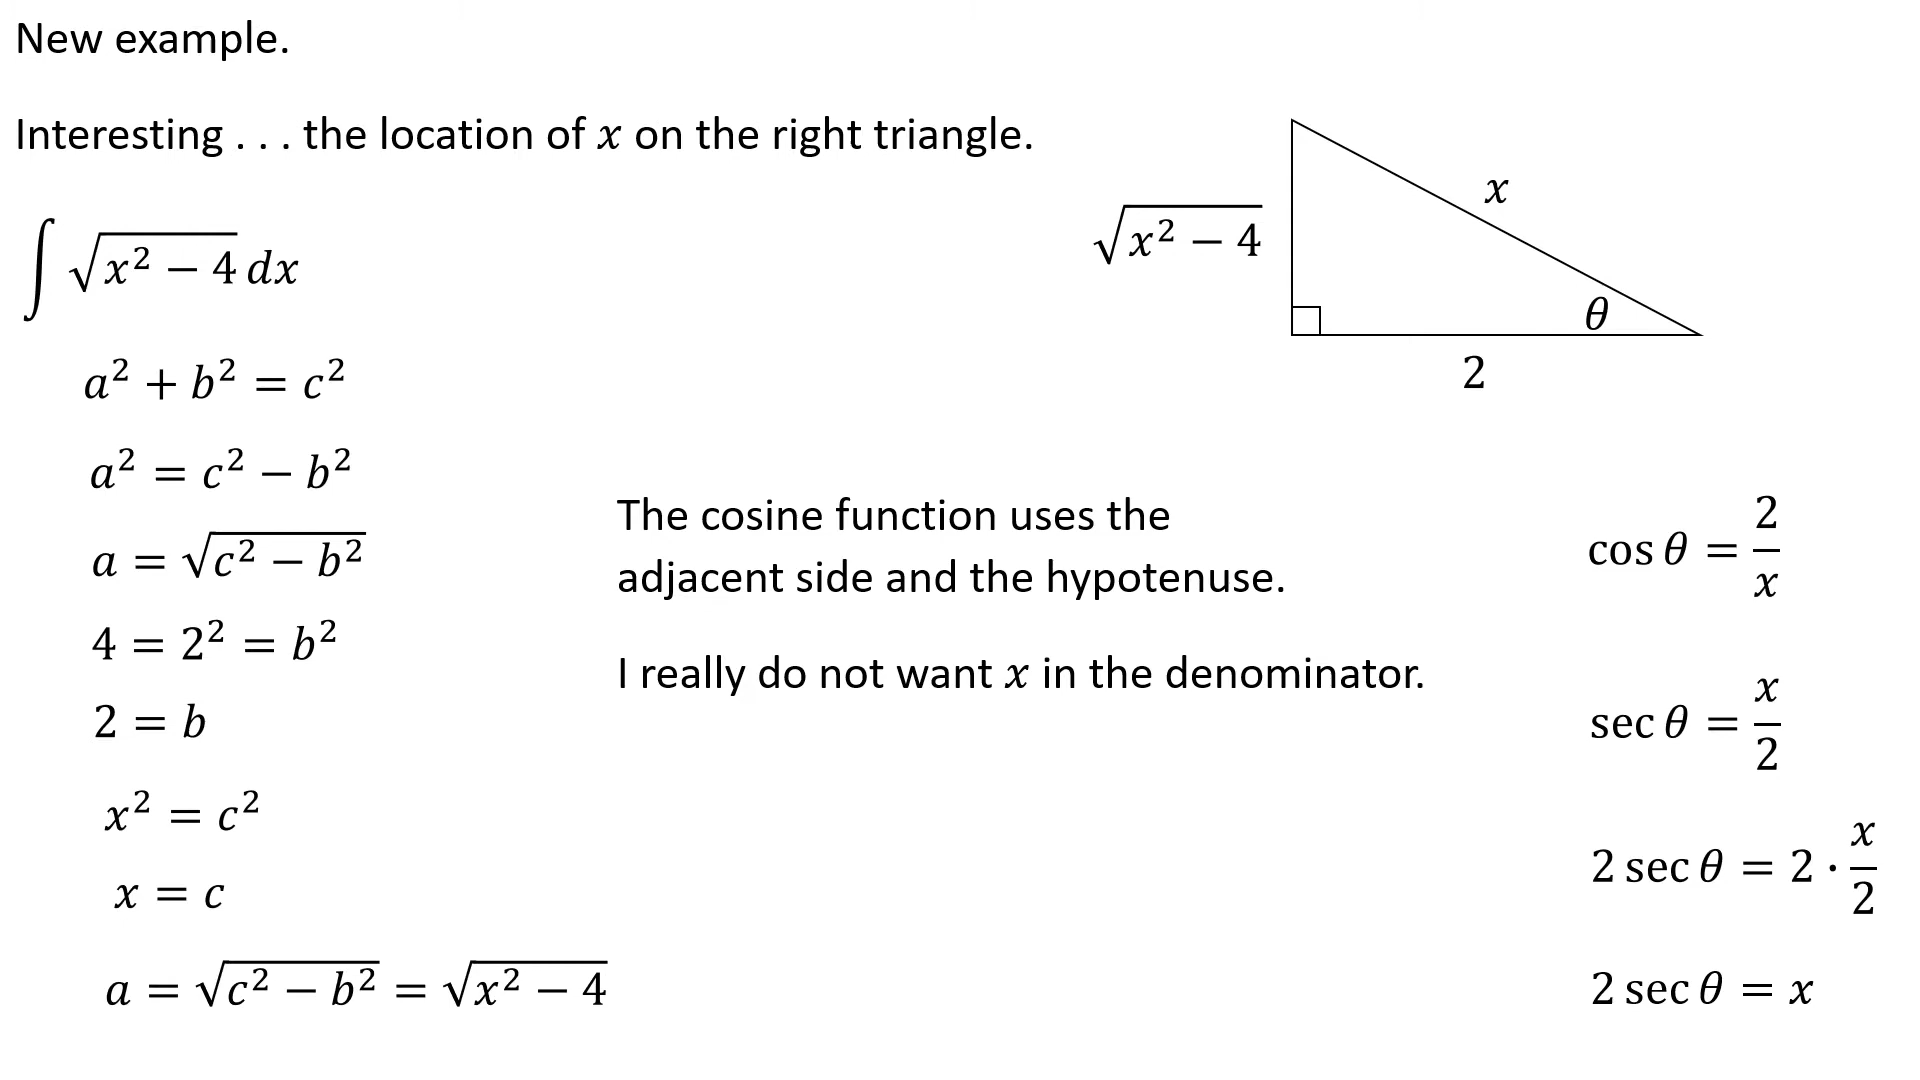 New example.
Interesting . . . the location of x on the right triangle.
∫ √(x² − 4) dx
a² + b² = c²
a² = c² − b²
a = √(c² − b²)
4 = 2² = b²
2 = b
x² = c²
x = c
a = √(c² − b²) = √(x² − 4)
√(x² − 4)
x
θ
2
The cosine function uses the
adjacent side and the hypotenuse.
I really do not want x in the denominator.
cos θ = 2/x
sec θ = x/2
2 sec θ = 2 · x/2
2 sec θ = x